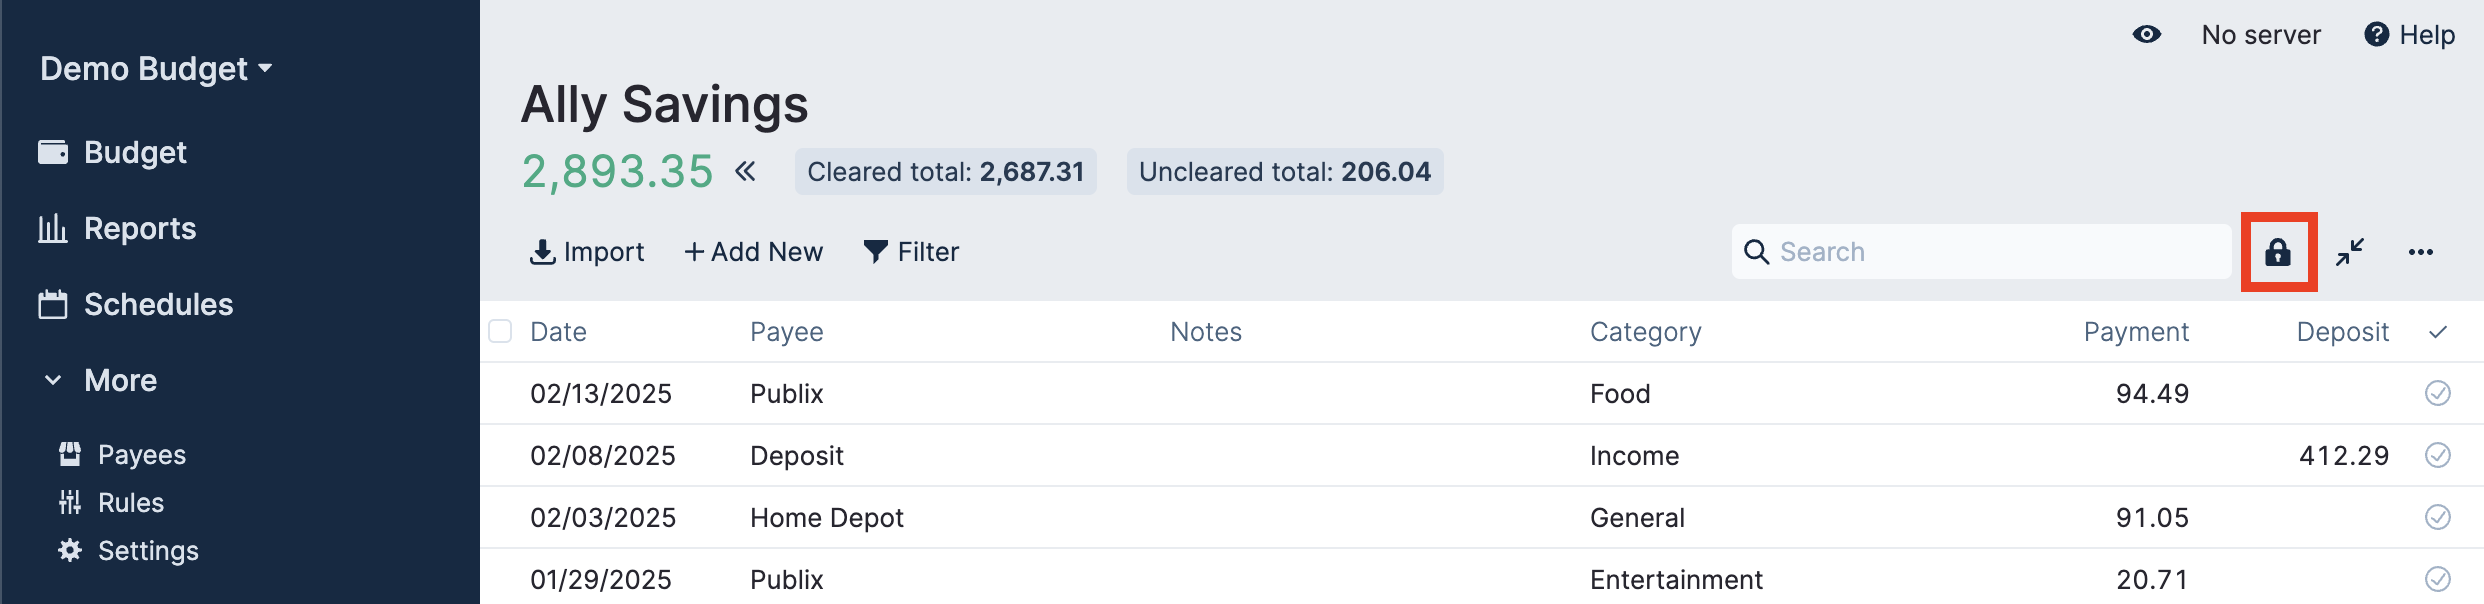 Demo Budget
Budget
Reports
Schedules
More
Payees
Rules
Settings
No server Help
Ally Savings
2,893.35 Cleared total: 2,687.31 Uncleared total: 206.04
Import Add New Filter Search
Date Payee Notes Category Payment Deposit
02/13/2025 Publix Food 94.49
02/08/2025 Deposit Income 412.29
02/03/2025 Home Depot General 91.05
01/29/2025 Publix Entertainment 20.71